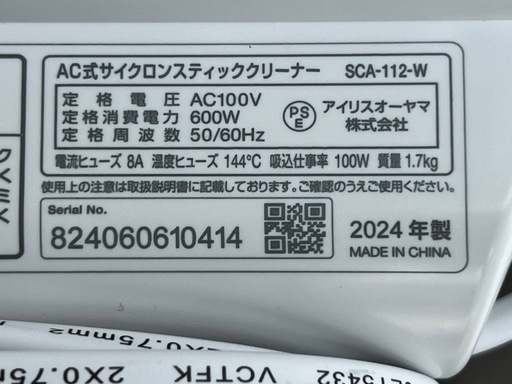 AC式サイクロンスティッククリーナー SCA-112-W
定格電圧 AC100V
定格消費電力 600W
定格周波数 50/60Hz
PS
E
アイリスオーヤマ
株式会社
電流ヒューズ 8A 温度ヒューズ 144℃ 吸込仕事率 100W 質量 1.7kg
使用上の注意は取扱説明書に記載しております。ご確認のうえご使用ください。
Serial No.
824060610414
2024 年製
MADE IN CHINA
2X0.75mm2
2X0.75 VCTFK